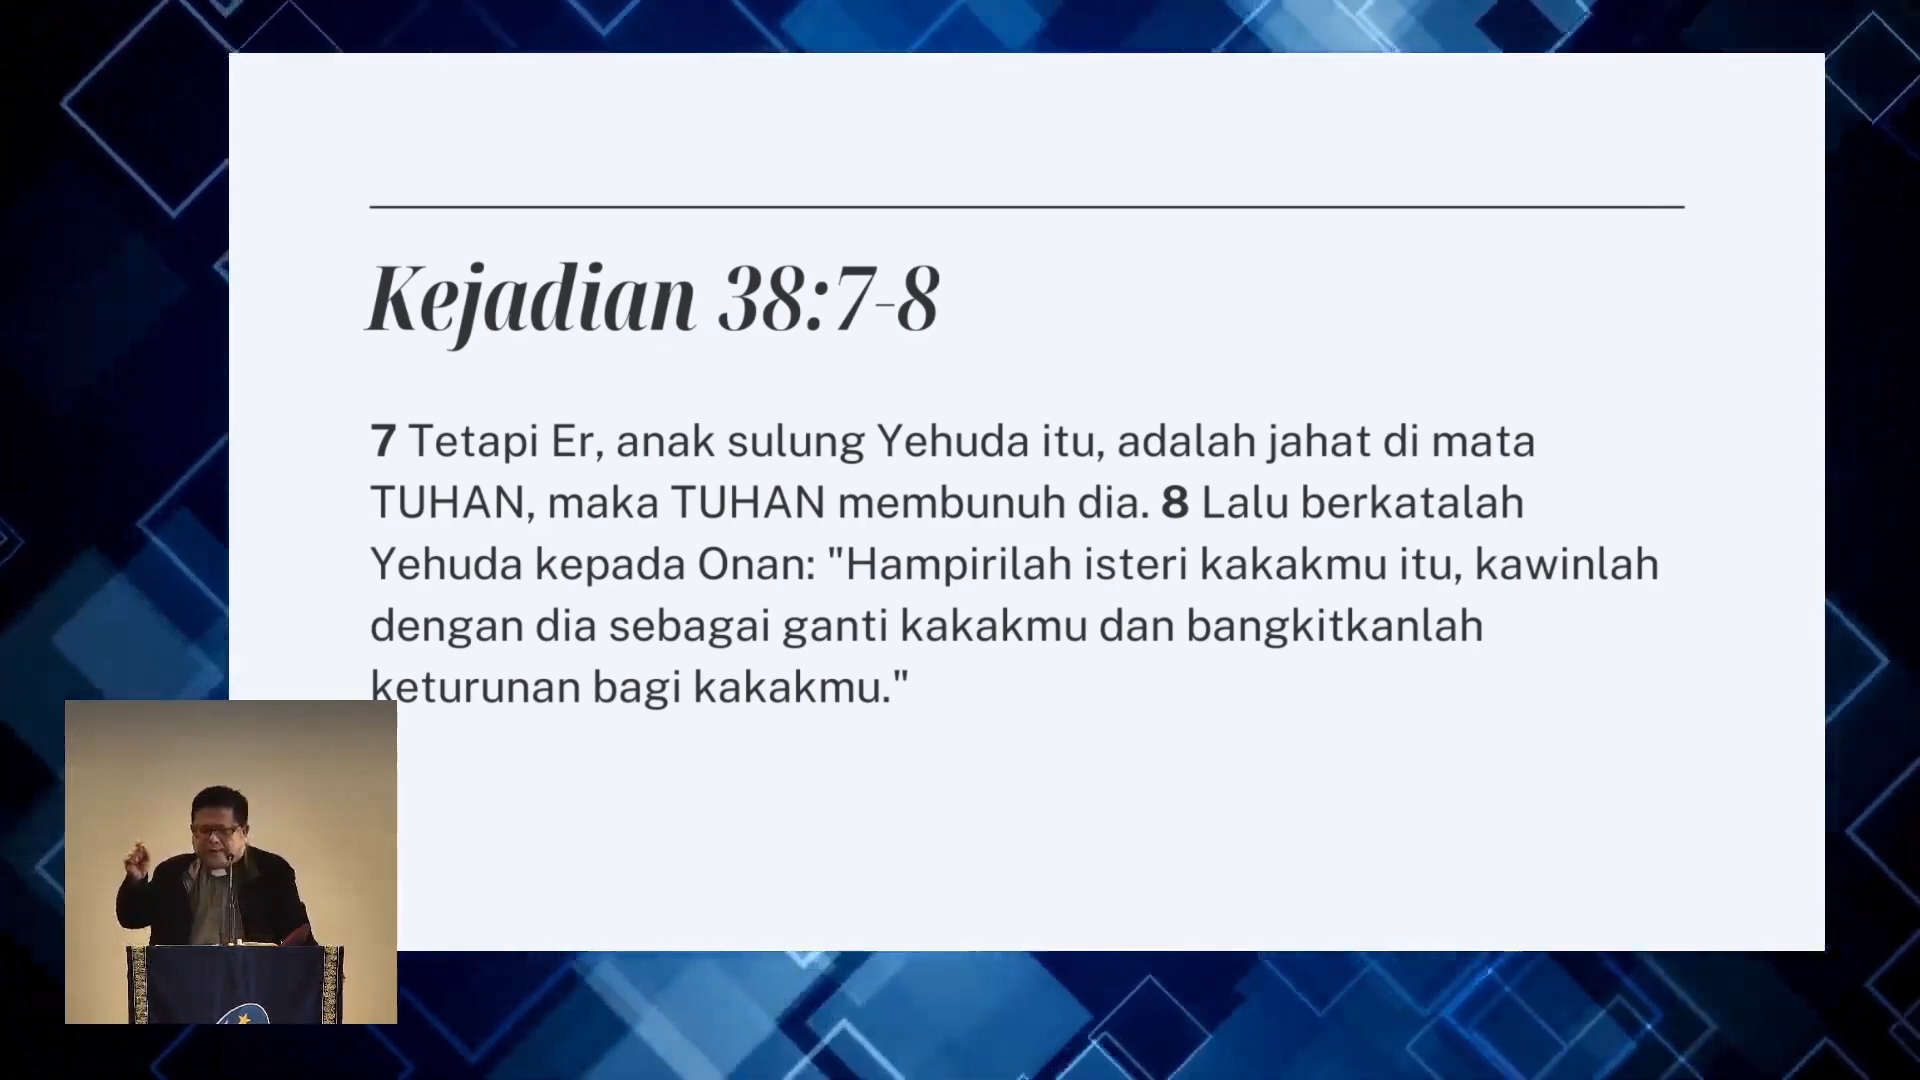 Kejadian 38:7-8
7 Tetapi Er, anak sulung Yehuda itu, adalah jahat di mata
TUHAN, maka TUHAN membunuh dia. 8 Lalu berkatalah
Yehuda kepada Onan: "Hampirilah isteri kakakmu itu, kawinlah
dengan dia sebagai ganti kakakmu dan bangkitkanlah
keturunan bagi kakakmu."